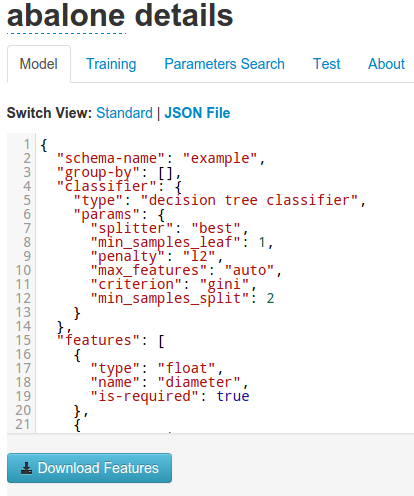 abalone details
Model Training Parameters Search Test About
Switch View: Standard | JSON File
1 {
2 "schema-name": "example",
3 "group-by": [],
4 "classifier": {
5 "type": "decision tree classifier",
6 "params": {
7 "splitter": "best",
8 "min_samples_leaf": 1,
9 "penalty": "l2",
10 "max_features": "auto",
11 "criterion": "gini",
12 "min_samples_split": 2
13 }
14 },
15 "features": [
16 {
17 "type": "float",
18 "name": "diameter",
19 "is-required": true
20 },
21 {
Download Features